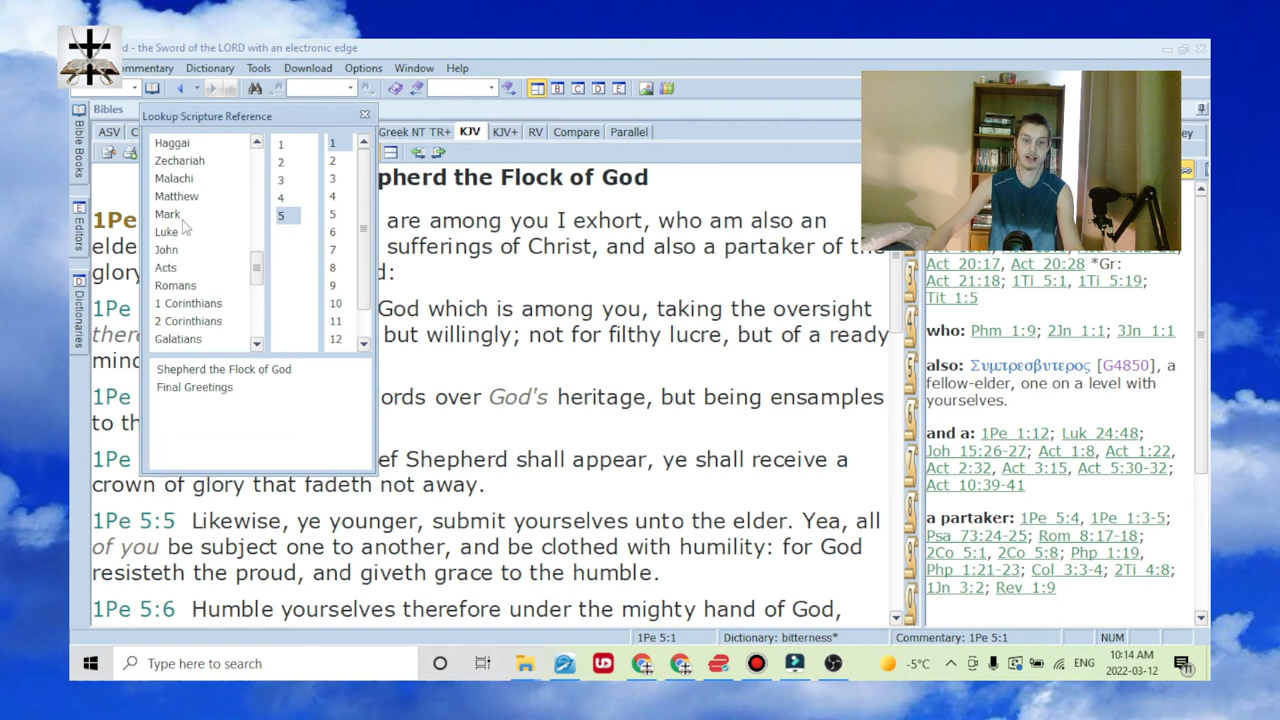 d - the Sword of the LORD with an electronic edge
ommentary Dictionary Tools Download Options Window Help
Bibles
ASV C Greek NT TR+ KJV KJV+ RV Compare Parallel
ey
Bible Books
Editors
Dictionaries
Lookup Scripture Reference
Haggai
Zechariah
Malachi
Matthew
Mark
Luke
John
Acts
Romans
1 Corinthians
2 Corinthians
Galatians
1
2
3
4
5
1
2
3
4
5
6
7
8
9
10
11
12
Shepherd the Flock of God
Final Greetings
pherd the Flock of God
1Pe are among you I exhort, who am also an
elde sufferings of Christ, and also a partaker of the
glory d:
1Pe God which is among you, taking the oversight
there but willingly; not for filthy lucre, but of a ready
mind
1Pe ords over God's heritage, but being ensamples
to th
1Pe ef Shepherd shall appear, ye shall receive a
crown of glory that fadeth not away.
1Pe 5:5 Likewise, ye younger, submit yourselves unto the elder. Yea, all
of you be subject one to another, and be clothed with humility: for God
resisteth the proud, and giveth grace to the humble.
1Pe 5:6 Humble yourselves therefore under the mighty hand of God,
Act 20:17, Act 20:28 *Gr:
Act 21:18; 1Ti 5:1, 1Ti 5:19;
Tit 1:5
who: Phm 1:9; 2Jn 1:1; 3Jn 1:1
also: Συμπρεσβυτερος [G4850], a
fellow-elder, one on a level with
yourselves.
and a: 1Pe 1:12; Luk 24:48;
Joh 15:26-27; Act 1:8, Act 1:22,
Act 2:32, Act 3:15, Act 5:30-32;
Act 10:39-41
a partaker: 1Pe 5:4, 1Pe 1:3-5;
Psa 73:24-25; Rom 8:17-18;
2Co 5:1, 2Co 5:8; Php 1:19,
Php 1:21-23; Col 3:3-4; 2Ti 4:8;
1Jn 3:2; Rev 1:9
1Pe 5:1 Dictionary: bitterness* Commentary: 1Pe 5:1 NUM
Type here to search
-5°C ENG
10:14 AM
2022-03-12